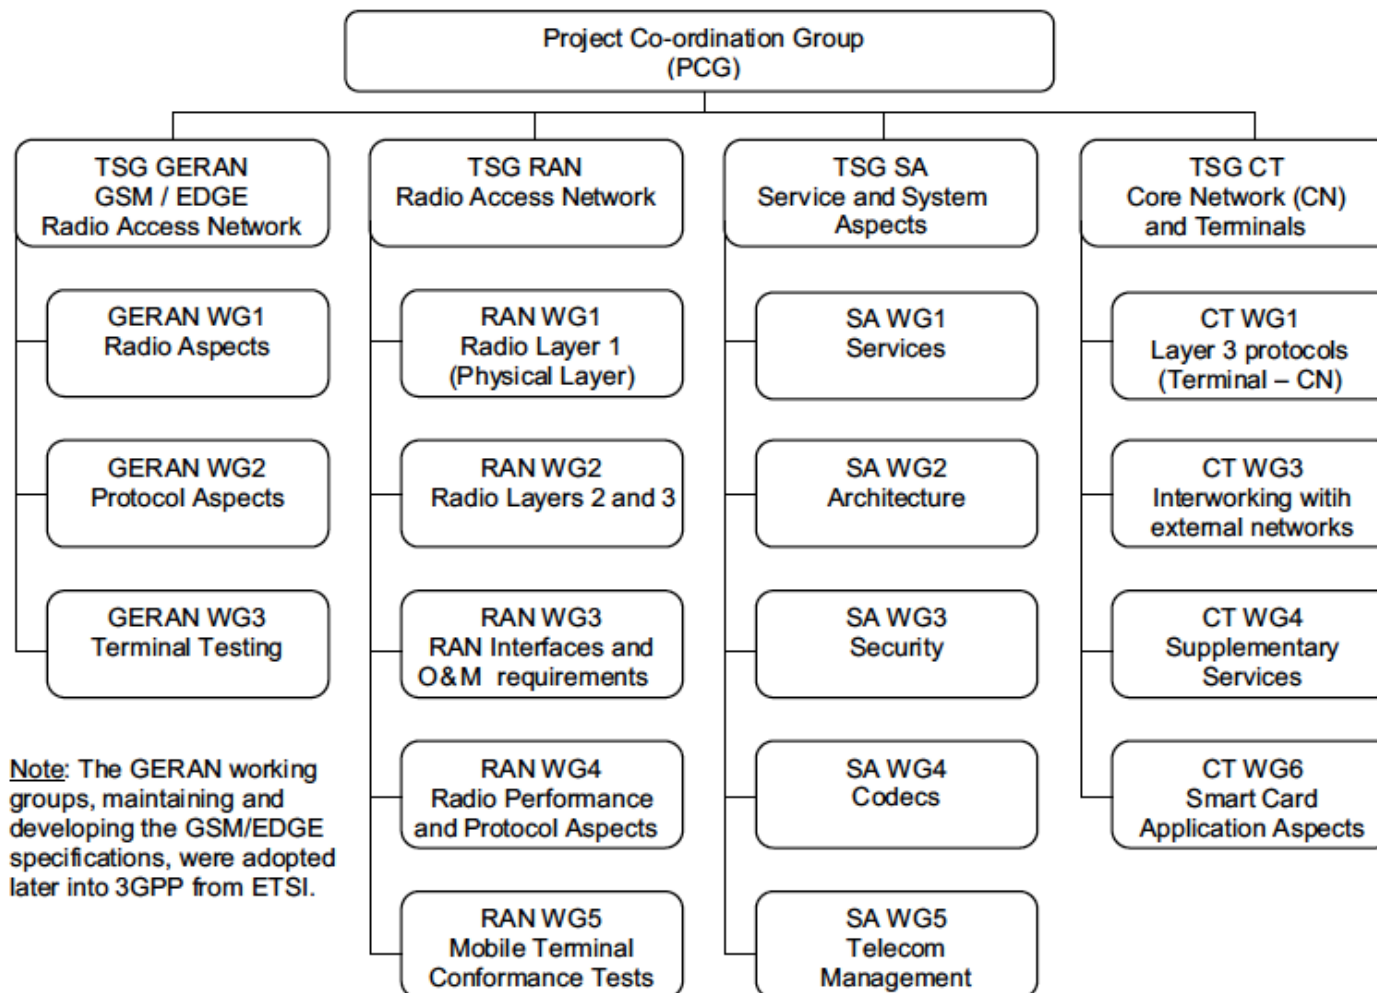 Project Co-ordination Group
(PCG)
TSG GERAN
GSM / EDGE
Radio Access Network
TSG RAN
Radio Access Network
TSG SA
Service and System
Aspects
TSG CT
Core Network (CN)
and Terminals
GERAN WG1
Radio Aspects
RAN WG1
Radio Layer 1
(Physical Layer)
SA WG1
Services
CT WG1
Layer 3 protocols
(Terminal – CN)
GERAN WG2
Protocol Aspects
RAN WG2
Radio Layers 2 and 3
SA WG2
Architecture
CT WG3
Interworking witih
external networks
GERAN WG3
Terminal Testing
RAN WG3
RAN Interfaces and
O&M requirements
SA WG3
Security
CT WG4
Supplementary
Services
Note: The GERAN working
groups, maintaining and
developing the GSM/EDGE
specifications, were adopted
later into 3GPP from ETSI.
RAN WG4
Radio Performance
and Protocol Aspects
SA WG4
Codecs
CT WG6
Smart Card
Application Aspects
RAN WG5
Mobile Terminal
Conformance Tests
SA WG5
Telecom
Management